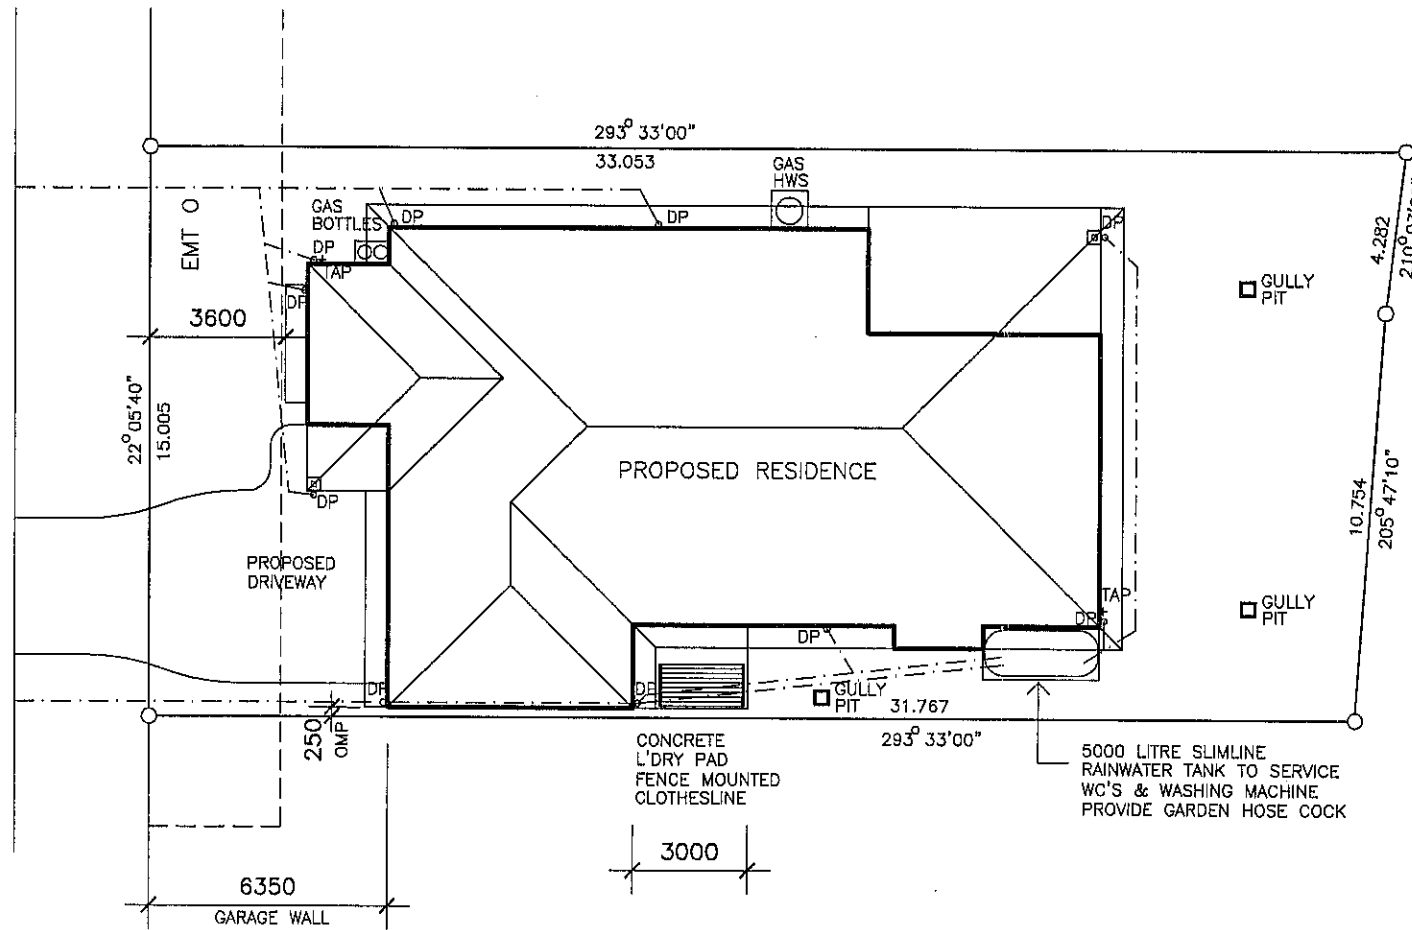 293° 33'00"
33.053
GAS
HWS
GAS
BOTTLES
DP
DP
DP
EMT O
DP
TAP
DP
3600
GULLY
PIT
4.282
22° 05'40"
15.005
PROPOSED RESIDENCE
DP
10.754
205° 47'10"
PROPOSED
DRIVEWAY
TAP
DP
GULLY
PIT
DP
DP
DP
GULLY
PIT
31.767
293° 33'00"
250
OMP
CONCRETE
L'DRY PAD
FENCE MOUNTED
CLOTHESLINE
5000 LITRE SLIMLINE
RAINWATER TANK TO SERVICE
WC'S & WASHING MACHINE
PROVIDE GARDEN HOSE COCK
3000
6350
GARAGE WALL